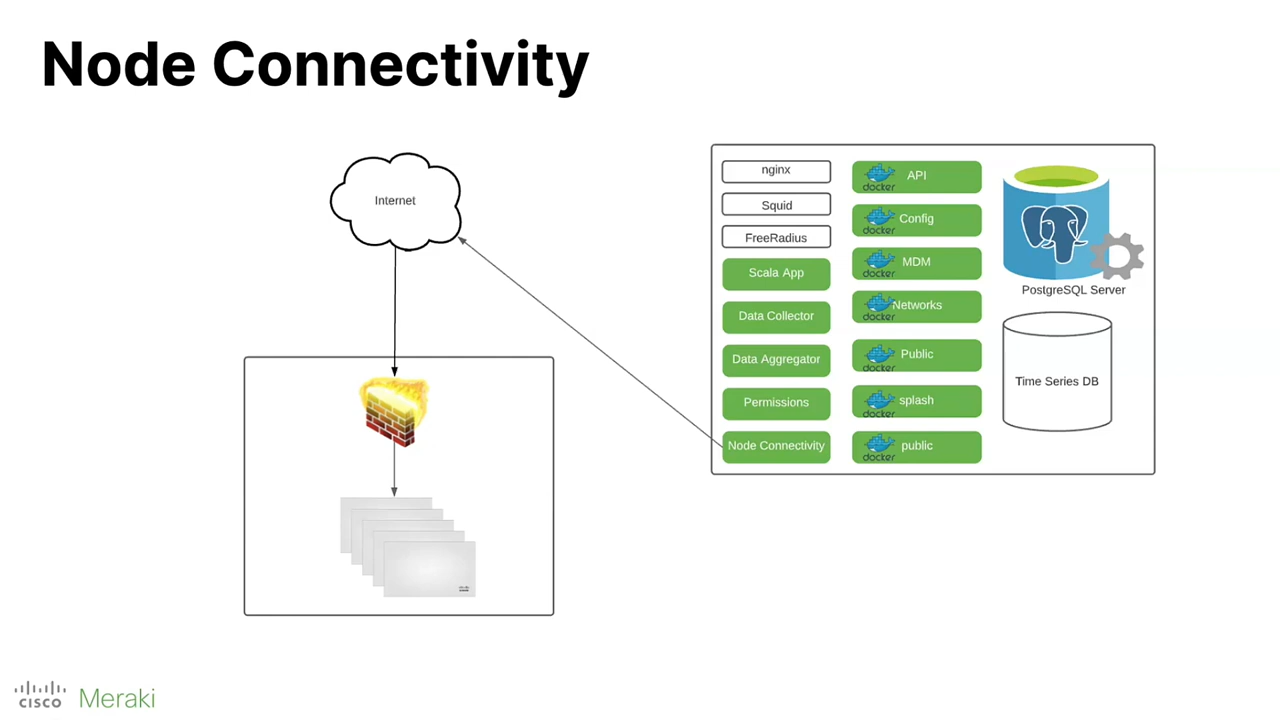 Node Connectivity
Internet
nginx
Squid
FreeRadius
Scala App
Data Collector
Data Aggregator
Permissions
Node Connectivity
docker
API
docker
Config
docker
MDM
docker
Networks
docker
Public
docker
splash
docker
public
PostgreSQL Server
Time Series DB
cisco Meraki